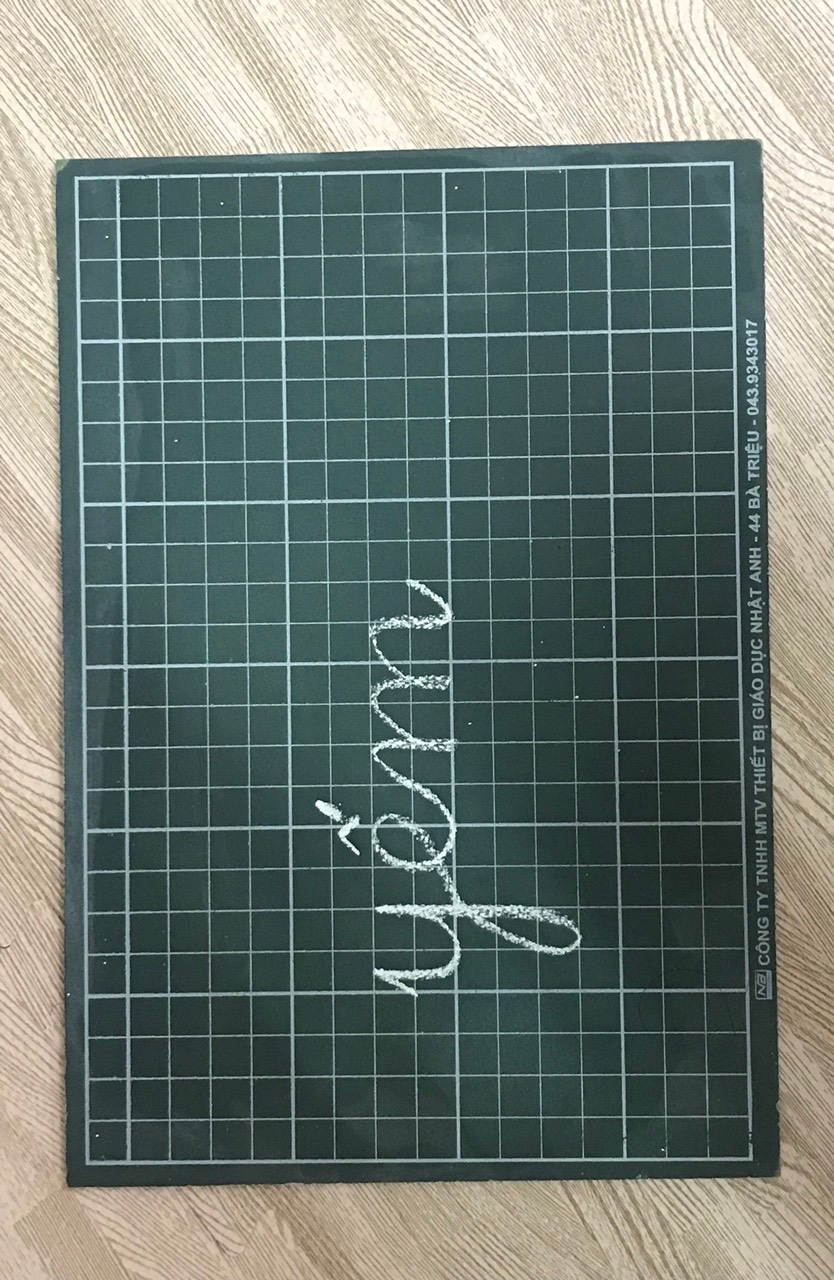 yếm
CÔNG TY TNHH MTV THIẾT BỊ GIÁO DỤC NHẬT ANH - 44 BÀ TRIỆU - 043.9343017